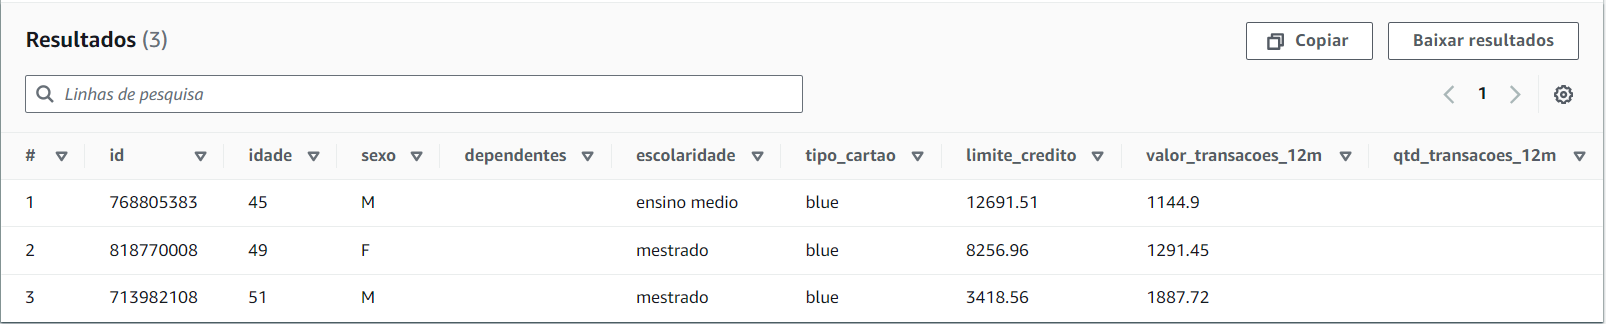 Resultados (3)
Copiar
Baixar resultados
Linhas de pesquisa
1
# id idade sexo dependentes escolaridade tipo_cartao limite_credito valor_transacoes_12m qtd_transacoes_12m
1 768805383 45 M ensino medio blue 12691.51 1144.9
2 818770008 49 F mestrado blue 8256.96 1291.45
3 713982108 51 M mestrado blue 3418.56 1887.72